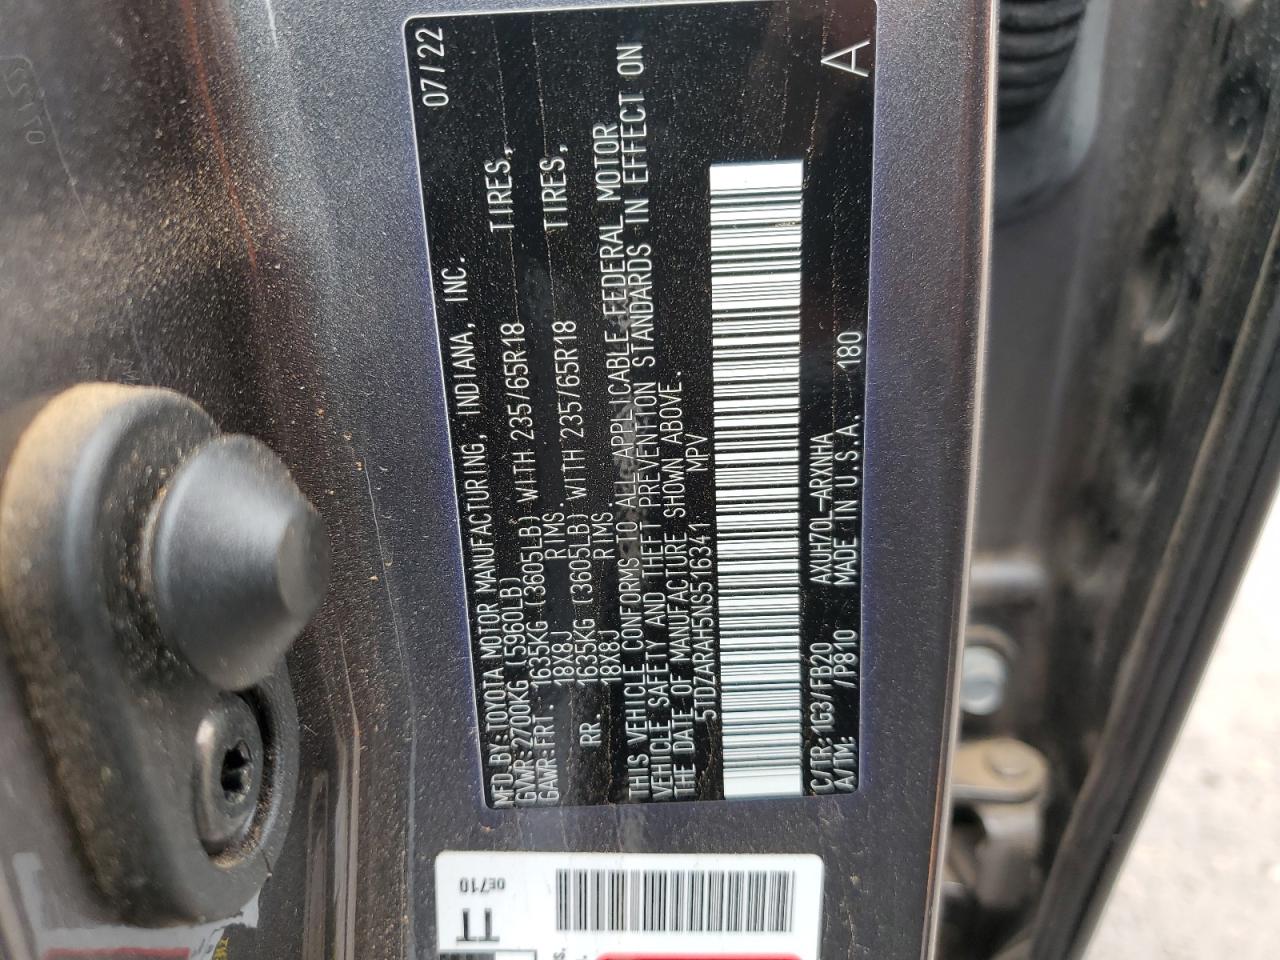 MFD.BY:TOYOTA MOTOR MANUFACTURING, INDIANA, INC. 07/22
GVWR:2700KG(5960LB)
GAWR:FRT. 1635KG(3605LB) WITH 235/65R18 TIRES,
18X8J RIMS.
RR. 1635KG (3605LB) WITH 235/65R18 TIRES,
18X8J RIMS
THIS VEHICLE CONFORMS TO ALL APPLICABLE FEDERAL MOTOR
VEHICLE SAFETY AND THEFT PREVENTION STANDARDS IN EFFECT ON
THE DATE OF MANUFACTURE SHOWN ABOVE.
5TDZARAH5NS516341 MPV
C/TR: 1G3/FB20 AXUH70L-ARXNHA A
A/TM: /P810 MADE IN U.S.A. 180
0E710